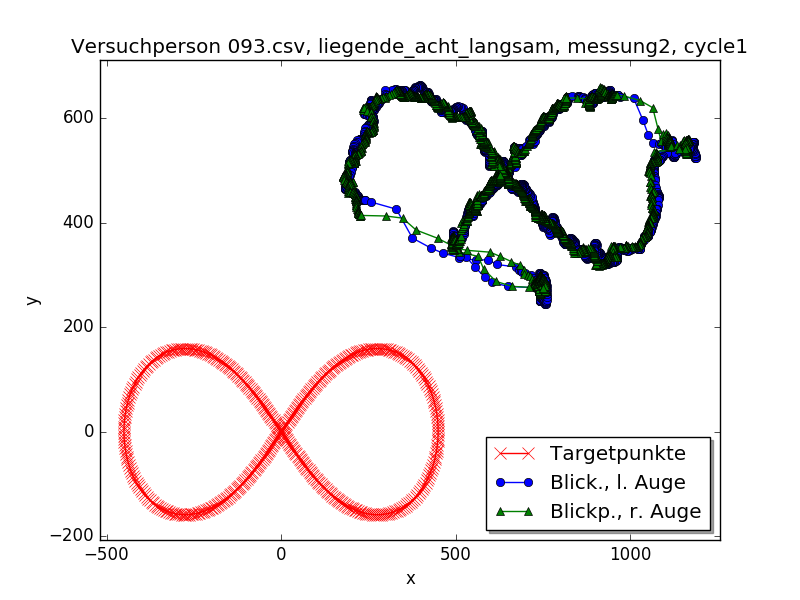 Versuchperson 093.csv, liegende_acht_langsam, messung2, cycle1
600
400
200
0
−200
y
−500
0
500
1000
x
Targetpunkte
Blick., l. Auge
Blickp., r. Auge